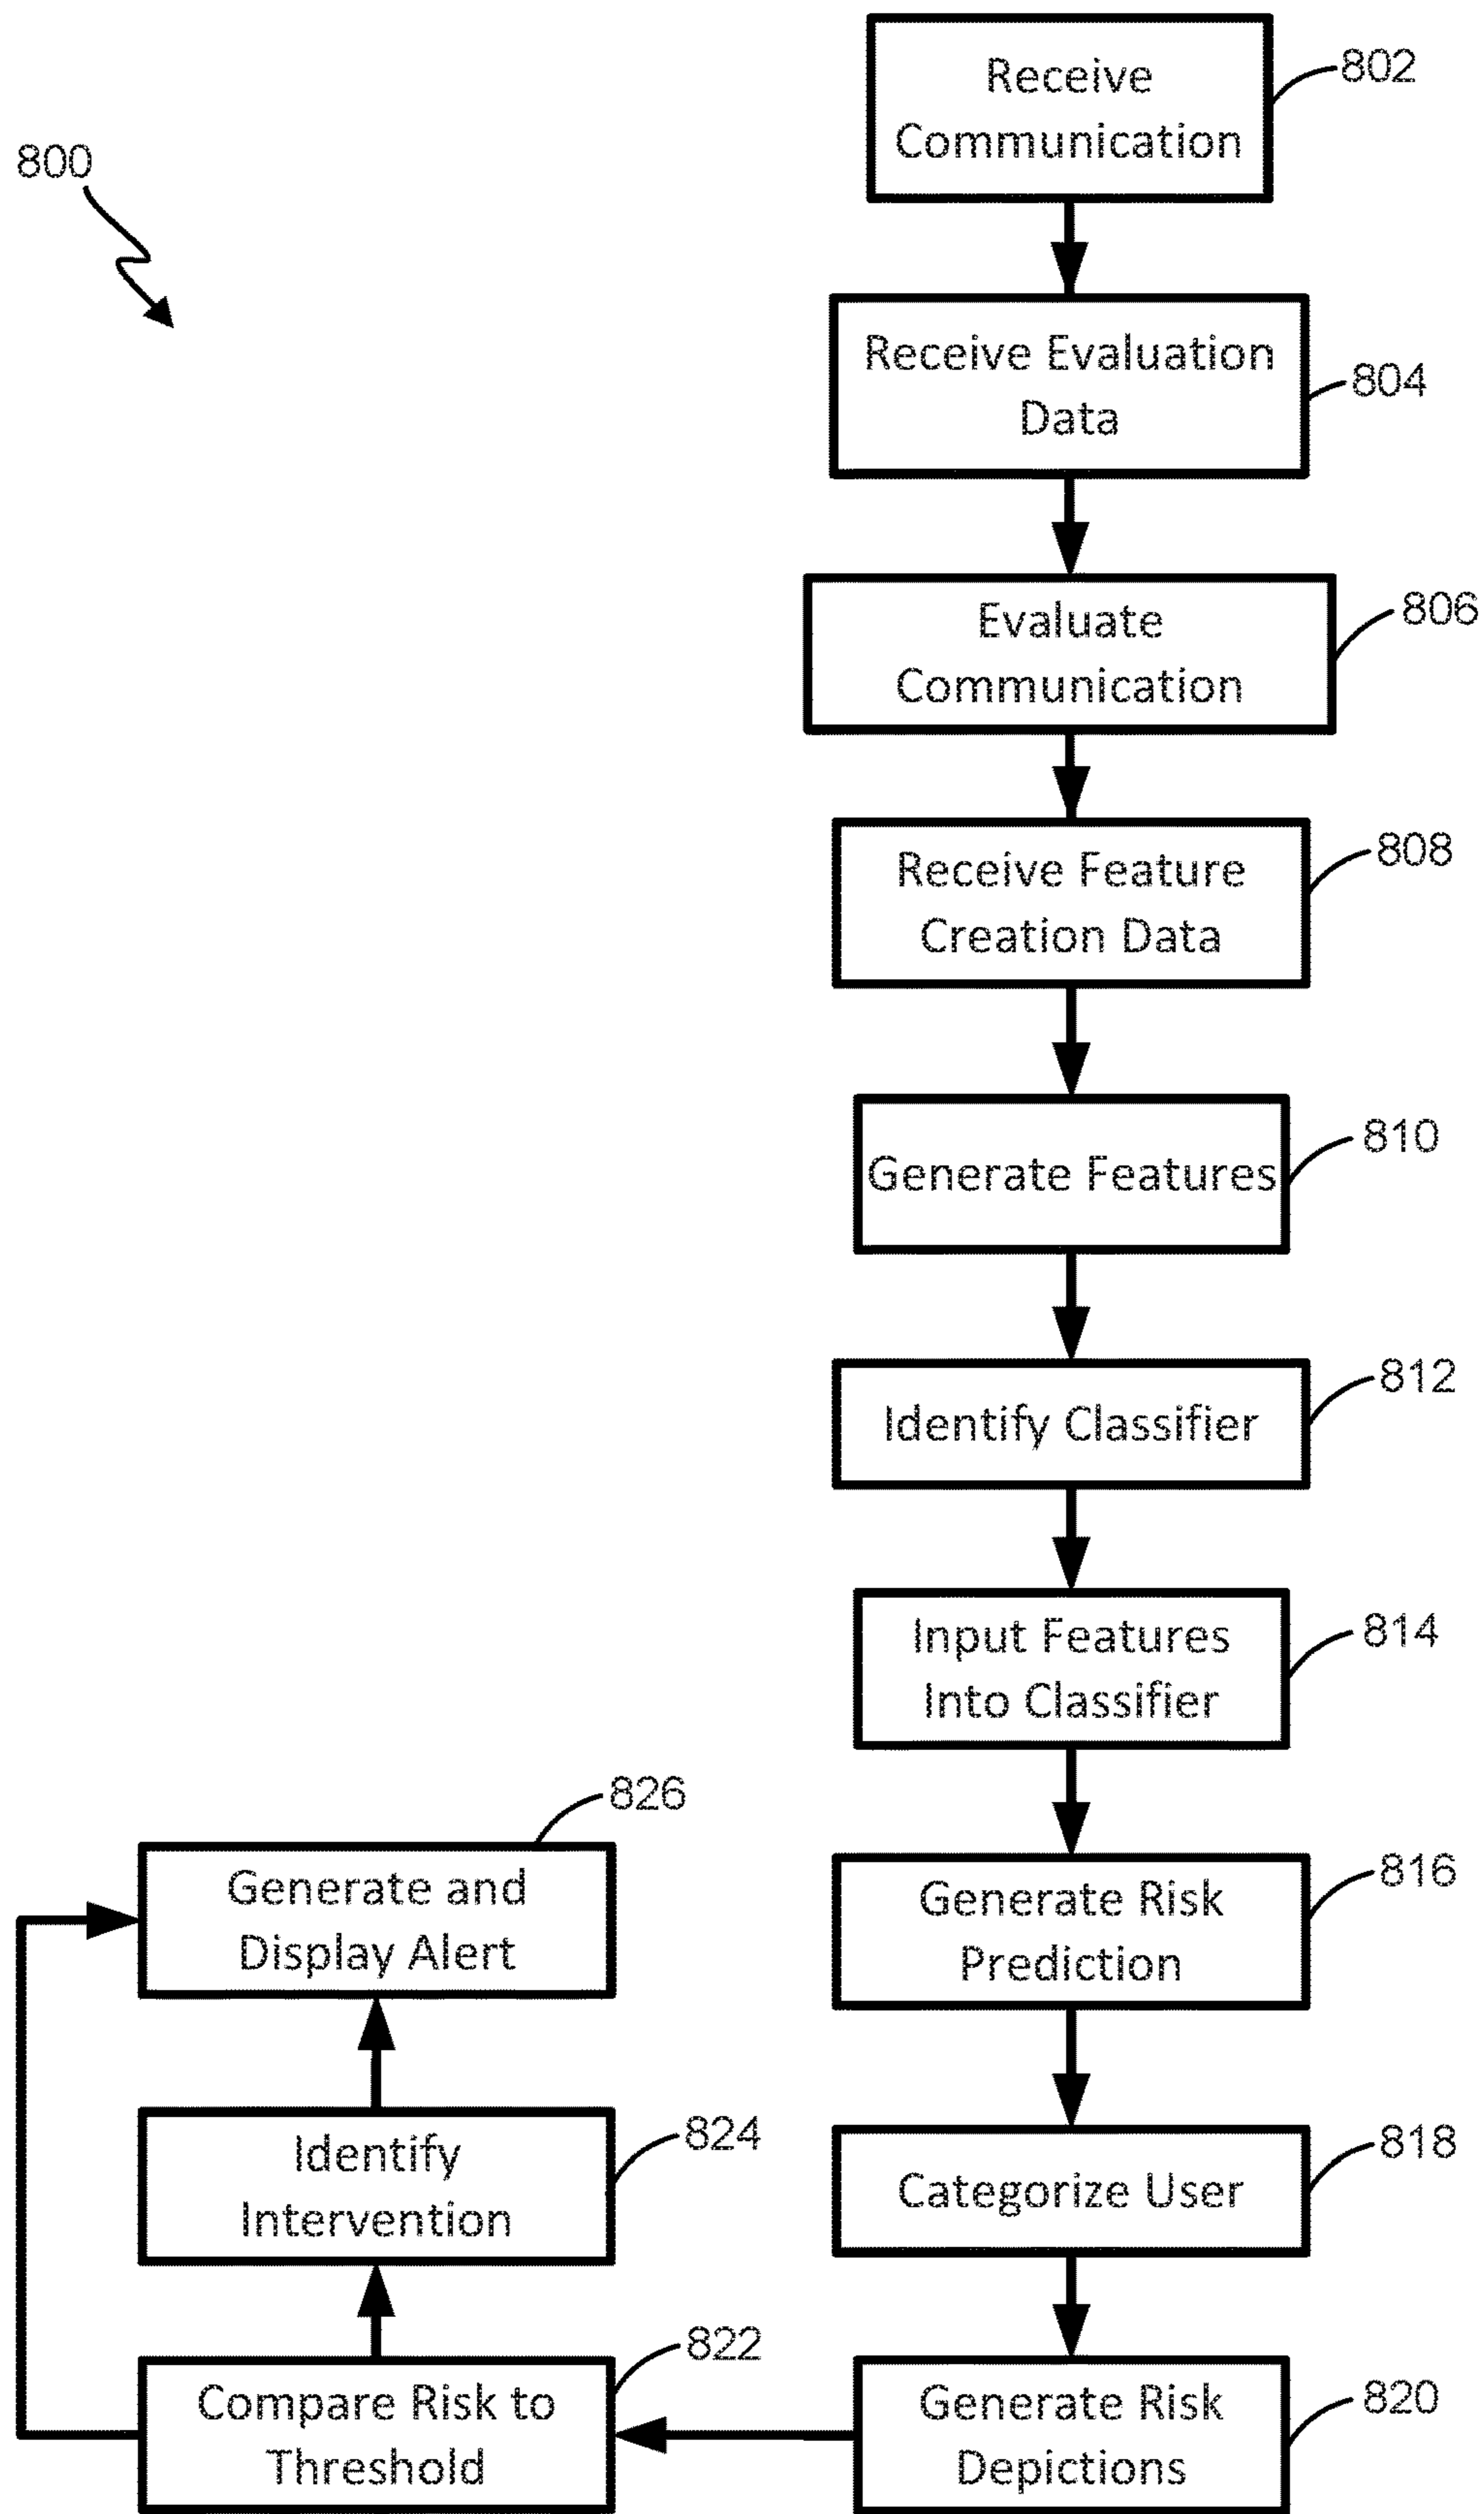 800
Receive
Communication
802
Receive Evaluation
Data
804
Evaluate
Communication
806
Receive Feature
Creation Data
808
Generate Features
810
Identify Classifier
812
Input Features
Into Classifier
814
Generate Risk
Prediction
816
Categorize User
818
Generate Risk
Depictions
820
Compare Risk to
Threshold
822
Identify
Intervention
824
Generate and
Display Alert
826